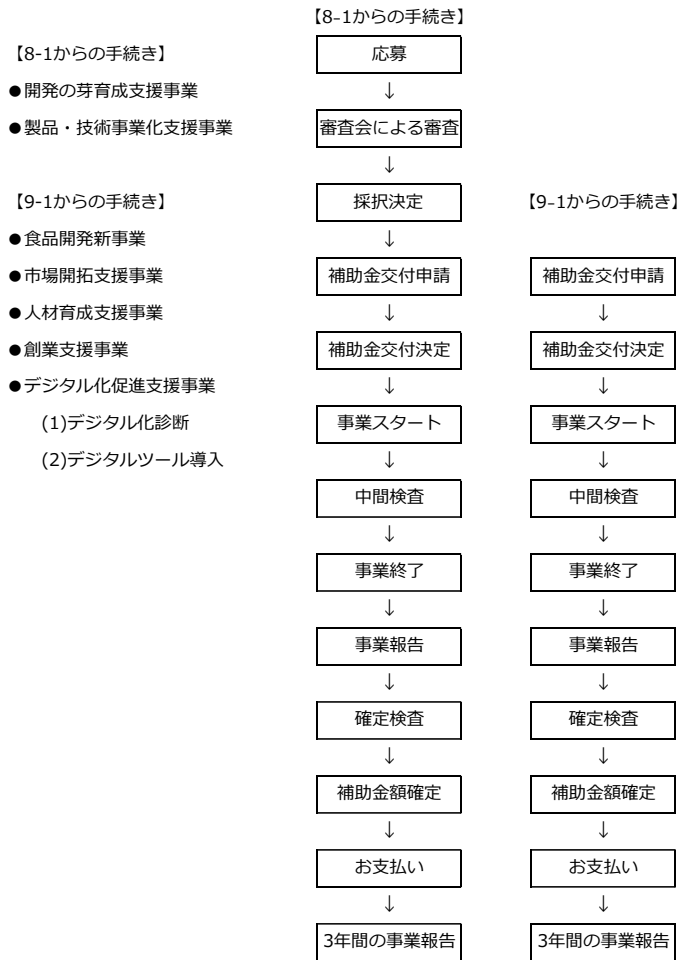 【8-1からの手続き】
【8-1からの手続き】
●開発の芽育成支援事業
●製品・技術事業化支援事業
【9-1からの手続き】
●食品開発新事業
●市場開拓支援事業
●人材育成支援事業
●創業支援事業
●デジタル化促進支援事業
(1)デジタル化診断
(2)デジタルツール導入
応募
↓
審査会による審査
↓
採択決定
↓
補助金交付申請
↓
補助金交付決定
↓
事業スタート
↓
中間検査
↓
事業終了
↓
事業報告
↓
確定検査
↓
補助金額確定
↓
お支払い
↓
3年間の事業報告
【9-1からの手続き】
補助金交付申請
↓
補助金交付決定
↓
事業スタート
↓
中間検査
↓
事業終了
↓
事業報告
↓
確定検査
↓
補助金額確定
↓
お支払い
↓
3年間の事業報告